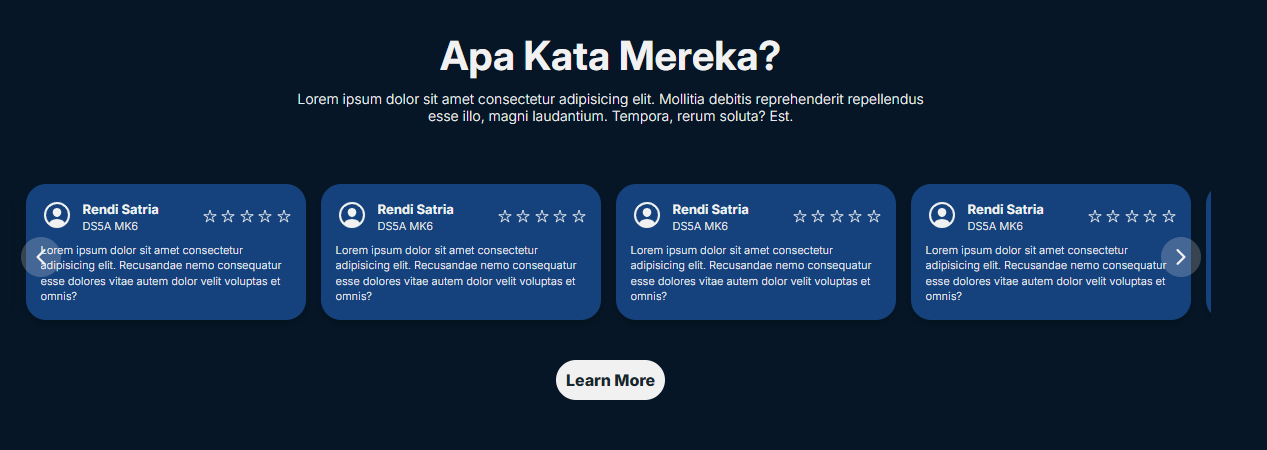 Apa Kata Mereka?
Lorem ipsum dolor sit amet consectetur adipisicing elit. Mollitia debitis reprehenderit repellendus
esse illo, magni laudantium. Tempora, rerum soluta? Est.
Rendi Satria
DS5A MK6
Lorem ipsum dolor sit amet consectetur
adipisicing elit. Recusandae nemo consequatur
esse dolores vitae autem dolor velit voluptas et
omnis?
Rendi Satria
DS5A MK6
Lorem ipsum dolor sit amet consectetur
adipisicing elit. Recusandae nemo consequatur
esse dolores vitae autem dolor velit voluptas et
omnis?
Rendi Satria
DS5A MK6
Lorem ipsum dolor sit amet consectetur
adipisicing elit. Recusandae nemo consequatur
esse dolores vitae autem dolor velit voluptas et
omnis?
Rendi Satria
DS5A MK6
Lorem ipsum dolor sit amet consectetur
adipisicing elit. Recusandae nemo consequatur
esse dolores vitae autem dolor velit voluptas et
omnis?
Learn More